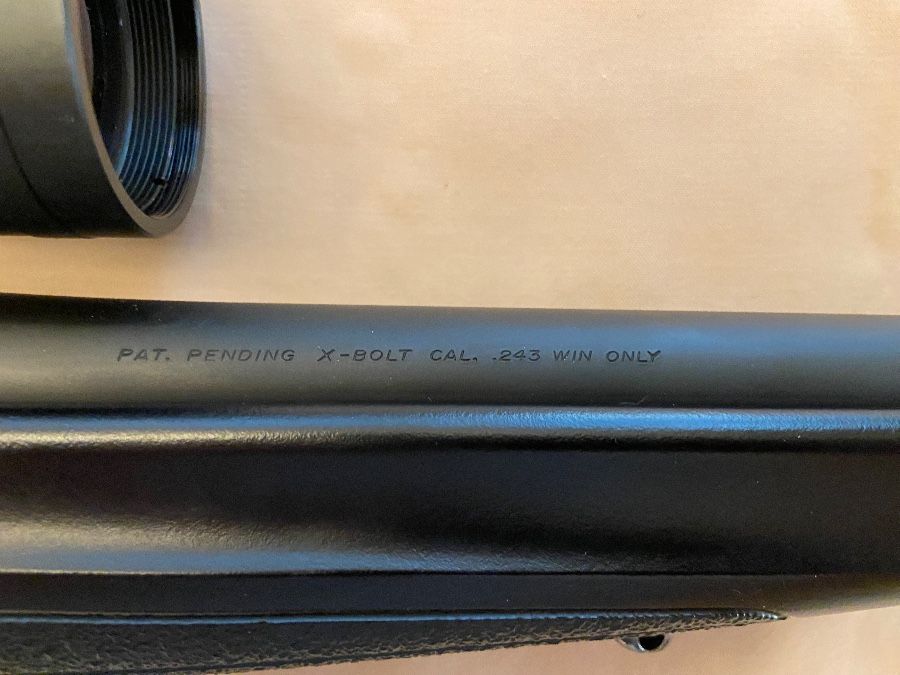 PAT. PENDING X-BOLT CAL. .243 WIN ONLY